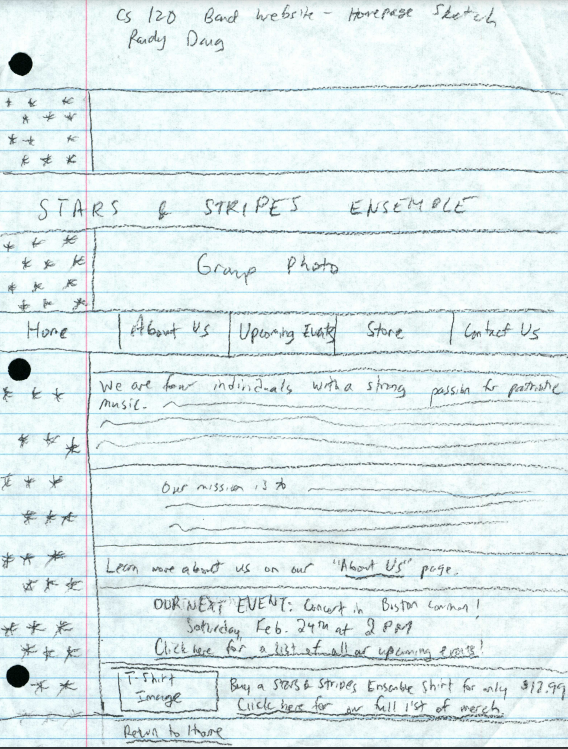 CS 120 Band Website - Homepage Sketch
Randy Dang
STARS & STRIPES ENSEMBLE
Group Photo
Home About Us Upcoming Events Store Contact Us
We are four individuals with a strong passion for patriotic
music.
Our mission is to
Learn more about us on our "About Us" page.
OUR NEXT EVENT: Concert in Boston Common!
Saturday, Feb. 24th at 2 PM
Click here for a list of all our upcoming events!
T-Shirt
Image
Buy a Stars & Stripes Ensemble shirt for only $12.99
Click here for our full list of merch.
Return to Home